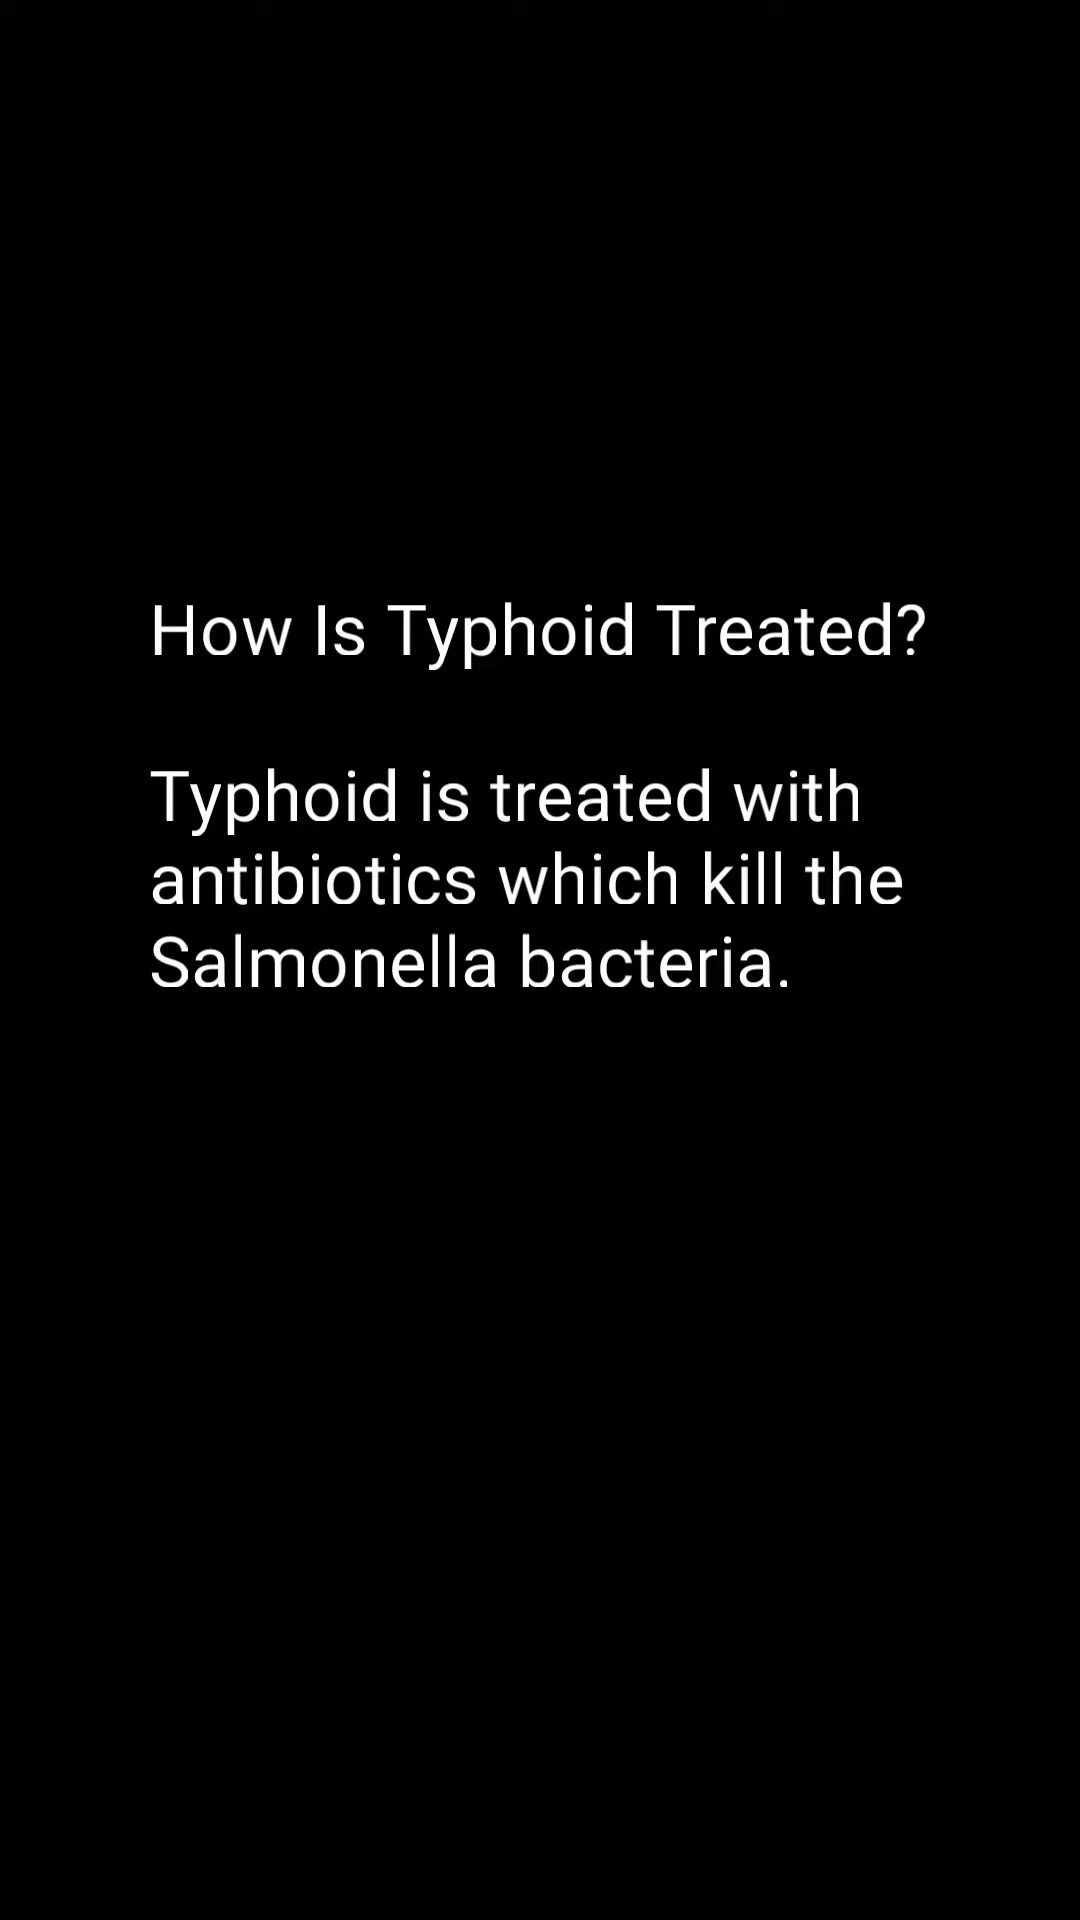 How Is Typhoid Treated?
Typhoid is treated with
antibiotics which kill the
Salmonella bacteria.